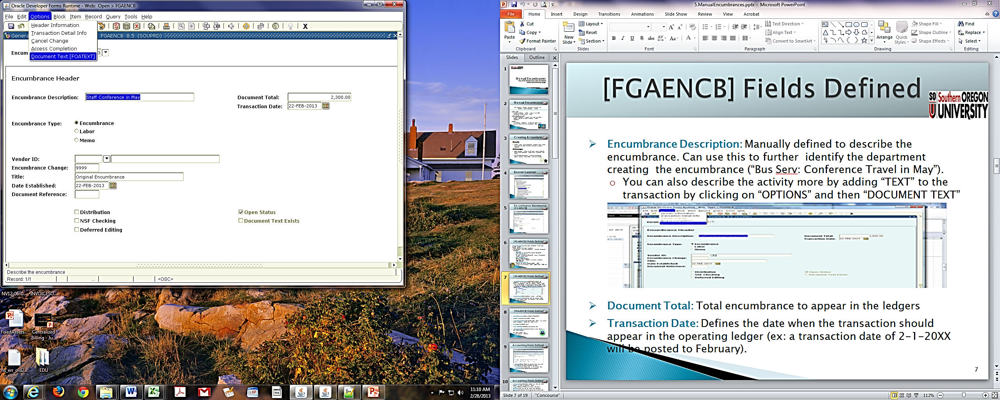 Oracle Developer Forms Runtime - Web: Open > FGAENCB
File Edit Options Block Item Record Query Tools Help
Header Information
Transaction Detail Info
Cancel Change
Access Completion
Document Text [FOATEXT]
Genera FGAENCB 8.5 (SOUPRD)
Encum 3
Encumbrance Header
Encumbrance Description: Staff Conference in May
Document Total: 2,300.00
Transaction Date: 22-FEB-2013
Encumbrance Type: Encumbrance
Labor
Memo
Vendor ID:
Encumbrance Change: 9999
Title: Original Encumbrance
Date Established: 22-FEB-2013
Document Reference:
Distribution
NSF Checking
Deferred Editing
Open Status
Document Text Exists
Describe the encumbrance
Record: 1/1 ... <OSC>
NV12-06-0... INVOICESO...
FixedAssets... Centralized Billing - Ju...
hs_err_pid2... EDU
11:10 AM
2/28/2013
5.ManualEncumbrances.pptx - Microsoft PowerPoint
File Home Insert Design Transitions Animations Slide Show Review View Acrobat
Paste Cut Copy Format Painter
Clipboard
New Slide Layout Reset Section
Slides
Font
Text Direction Align Text Convert to SmartArt
Paragraph
Arrange Quick Styles Shape Fill Shape Outline Shape Effects
Drawing
Find Replace Select
Editing
Slides Outline
1 Manual Encumbrances
2 Manual Encumbrances
3 Creating & Liquidating
4 Banner Location
5 Encumbrance Maintenance [FGAENCB]
6 [FGAENCB] Fields Defined
7 [FGAENCB] Fields Defined
8 [FGAENCB] Fields Defined
9 Accounting Fields Defined
10 Accounting Fields Defined
[FGAENCB] Fields Defined
SOU Southern OREGON UNIVERSITY
Encumbrance Description: Manually defined to describe the
encumbrance. Can use this to further identify the department
creating the encumbrance (“Bus Serv: Conference Travel in May”).
You can also describe the activity more by adding “TEXT” to the
transaction by clicking on “OPTIONS” and then “DOCUMENT TEXT”
Encumbrance Header
Document Total: Total encumbrance to appear in the ledgers
Transaction Date: Defines the date when the transaction should
appear in the operating ledger (ex: a transaction date of 2-1-20XX
will be posted to February).
7
Slide 7 of 19 "Concourse" 112%